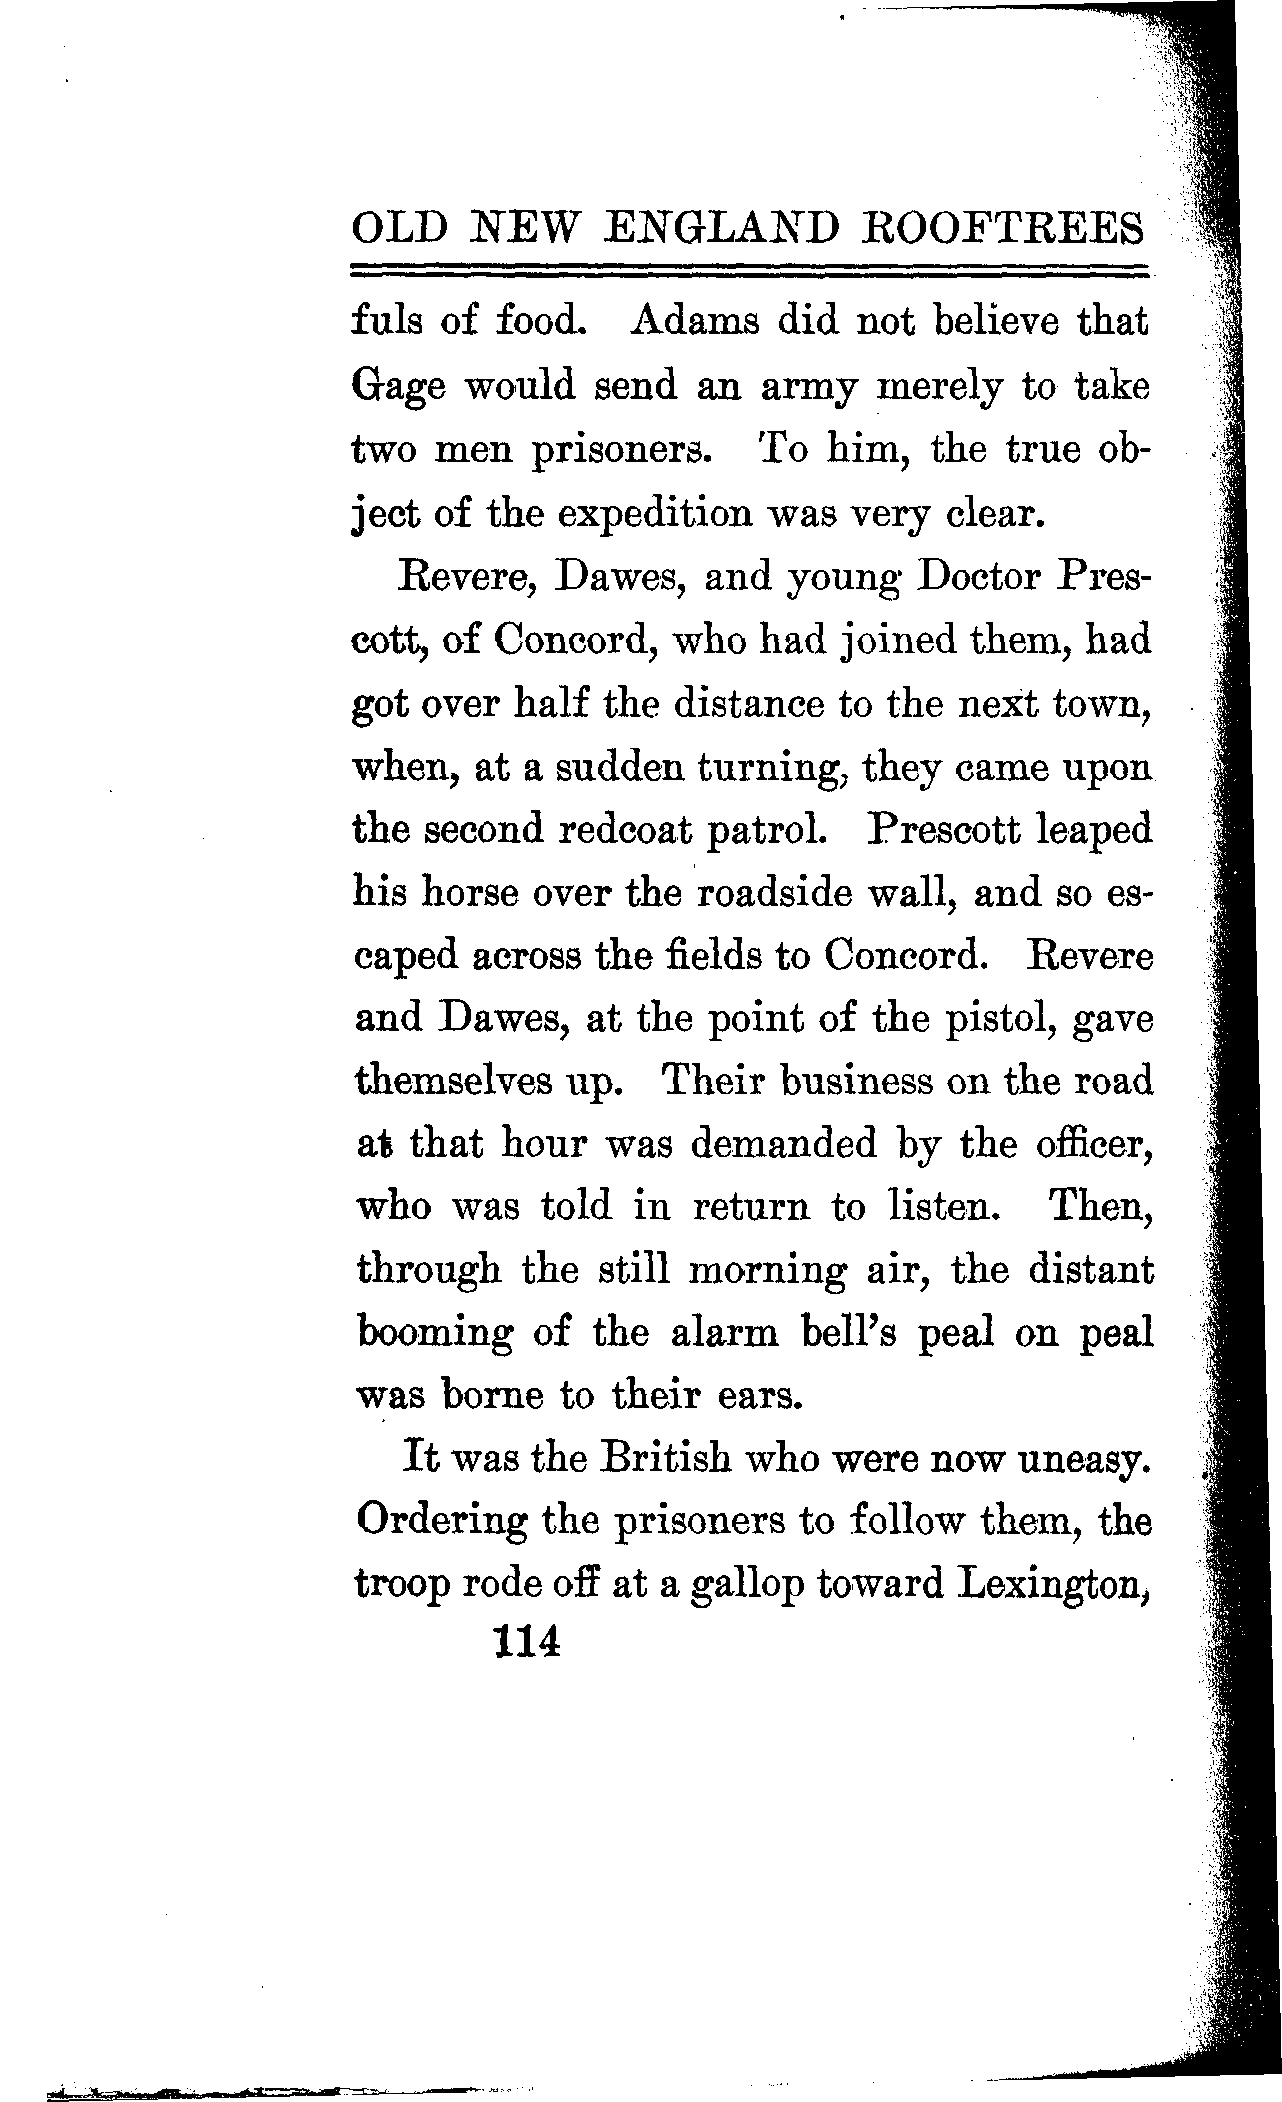 OLD NEW ENGLAND ROOFTREES
fuls of food. Adams did not believe that
Gage would send an army merely to take
two men prisoners. To him, the true ob-
ject of the expedition was very clear.
Revere, Dawes, and young Doctor Pres-
cott, of Concord, who had joined them, had
got over half the distance to the next town,
when, at a sudden turning, they came upon
the second redcoat patrol. Prescott leaped
his horse over the roadside wall, and so es-
caped across the fields to Concord. Revere
and Dawes, at the point of the pistol, gave
themselves up. Their business on the road
at that hour was demanded by the officer,
who was told in return to listen. Then,
through the still morning air, the distant
booming of the alarm bell's peal on peal
was borne to their ears.
It was the British who were now uneasy.
Ordering the prisoners to follow them, the
troop rode off at a gallop toward Lexington,
114